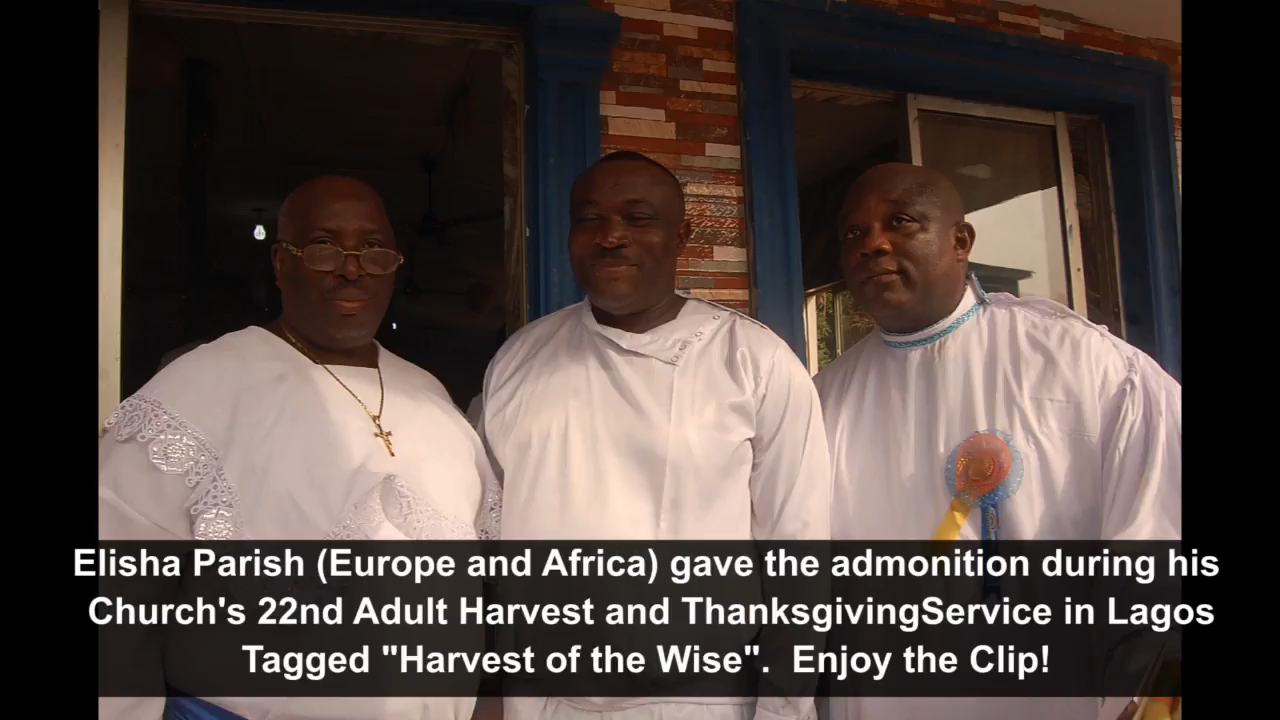 Elisha Parish (Europe and Africa) gave the admonition during his
Church's 22nd Adult Harvest and ThanksgivingService in Lagos
Tagged "Harvest of the Wise".  Enjoy the Clip!